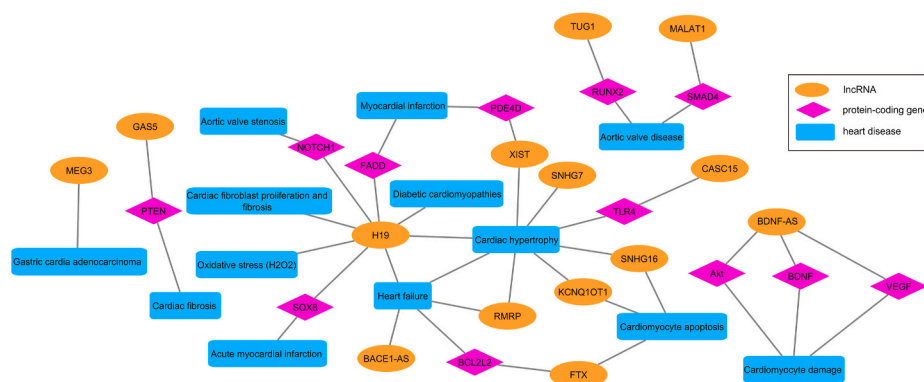 TUG1
MALAT1
lncRNA
protein-coding gene
heart disease
RUNX2
SMAD4
Myocardial infarction
PDE4D
Aortic valve stenosis
GAS5
Aortic valve disease
NOTCH1
FADD
XIST
MEG3
SNHG7
CASC15
Cardiac fibroblast proliferation and
fibrosis
Diabetic cardiomyopathies
PTEN
TLR4
BDNF-AS
H19
Cardiac hypertrophy
Gastric cardia adenocarcinoma
Oxidative stress (H2O2)
SNHG16
Akt
BDNF
VEGF
Heart failure
KCNQ1OT1
Cardiac fibrosis
SOX8
RMRP
Cardiomyocyte apoptosis
Acute myocardial infarction
BACE1-AS
BCL2L2
FTX
Cardiomyocyte damage